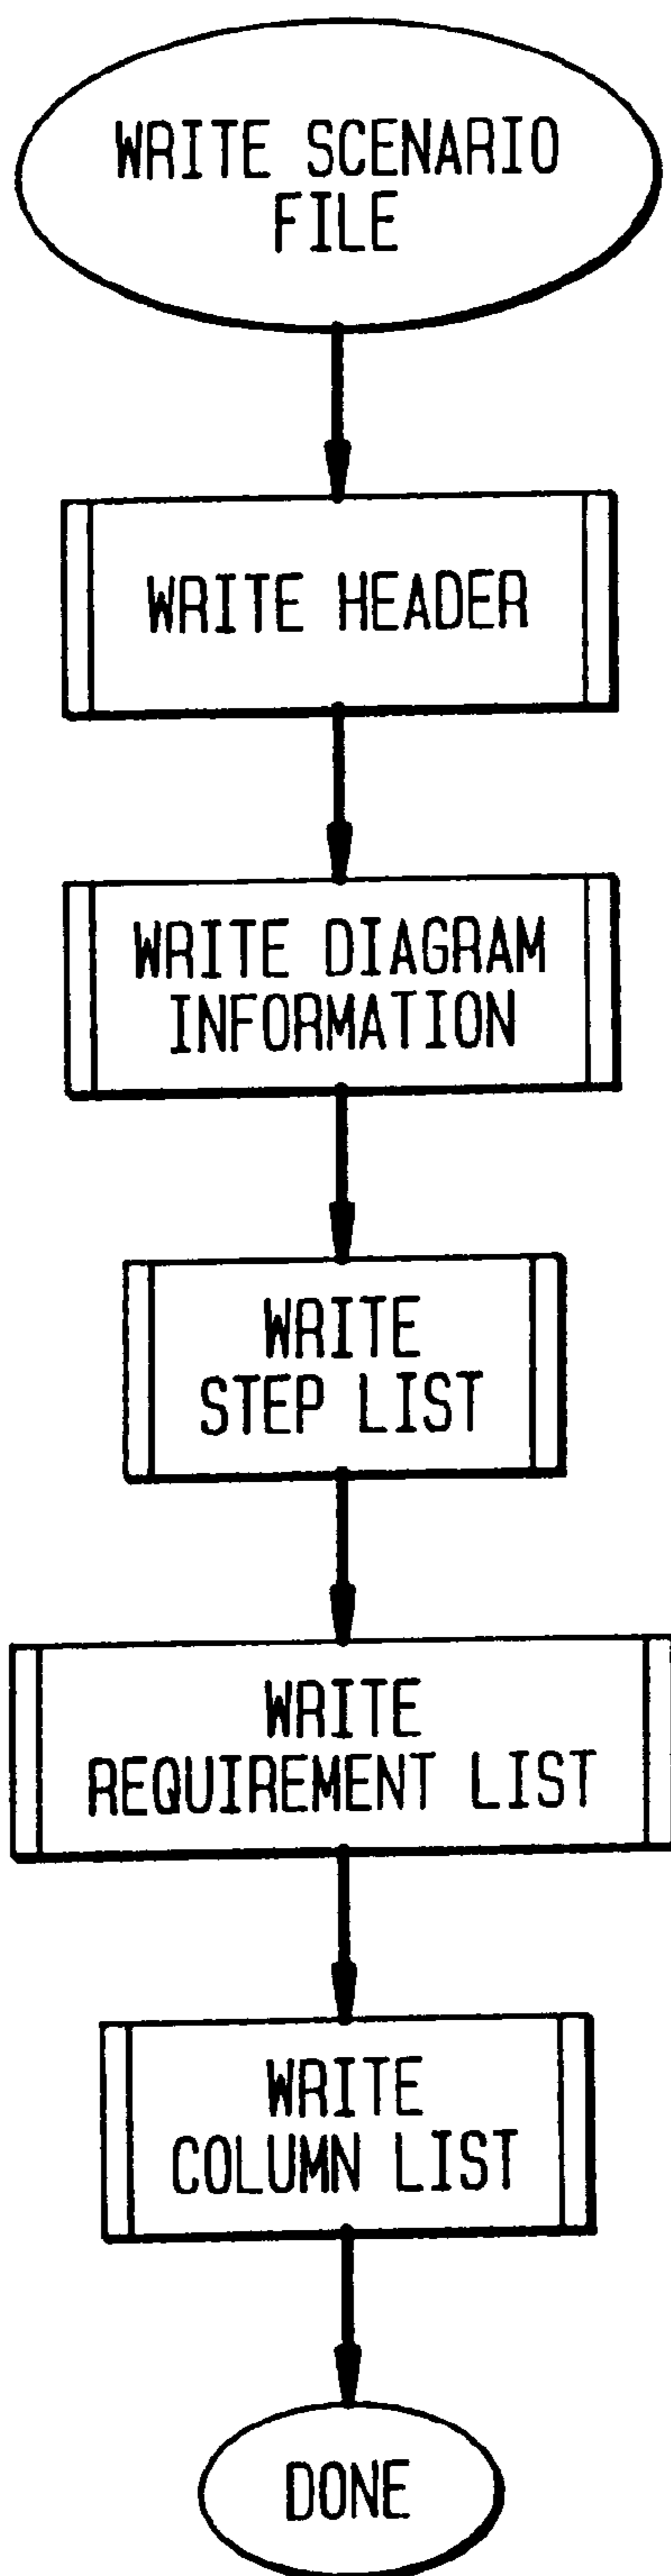 WRITE SCENARIO
FILE
WRITE HEADER
WRITE DIAGRAM
INFORMATION
WRITE
STEP LIST
WRITE
REQUIREMENT LIST
WRITE
COLUMN LIST
DONE